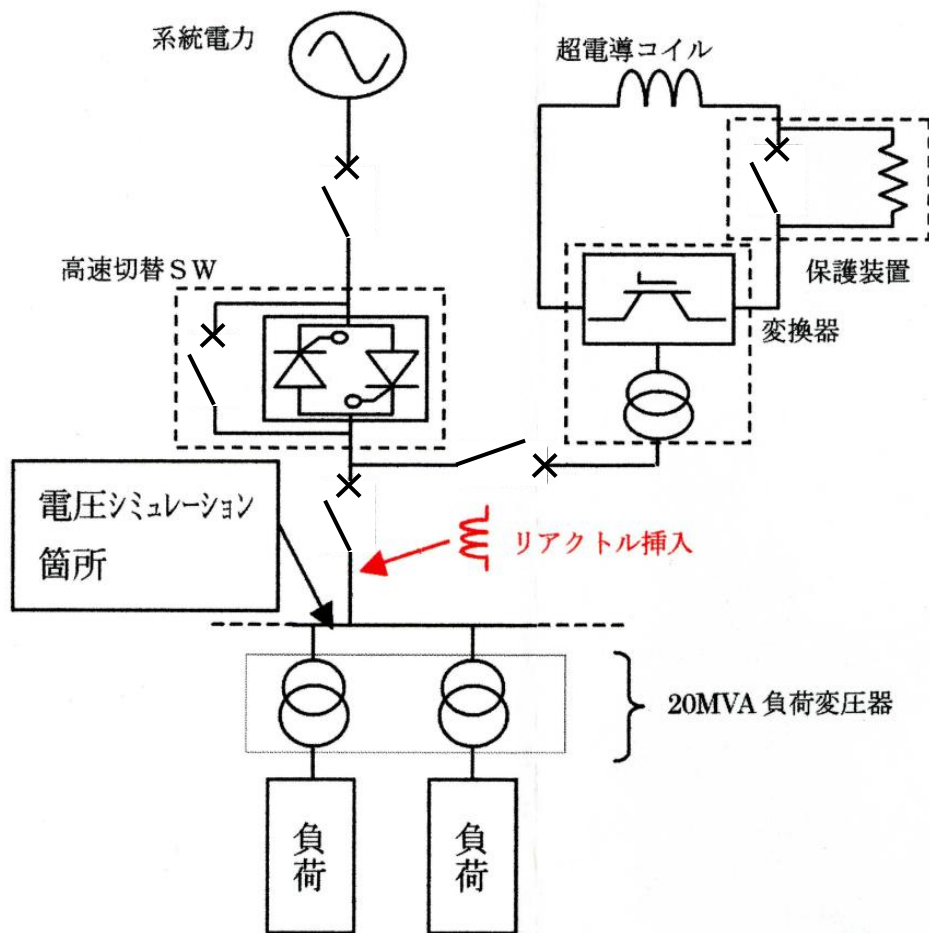 系統電力
超電導コイル
高速切替ＳＷ
保護装置
変換器
電圧シミュレーション
箇所
リアクトル挿入
20MVA 負荷変圧器
負荷
負荷